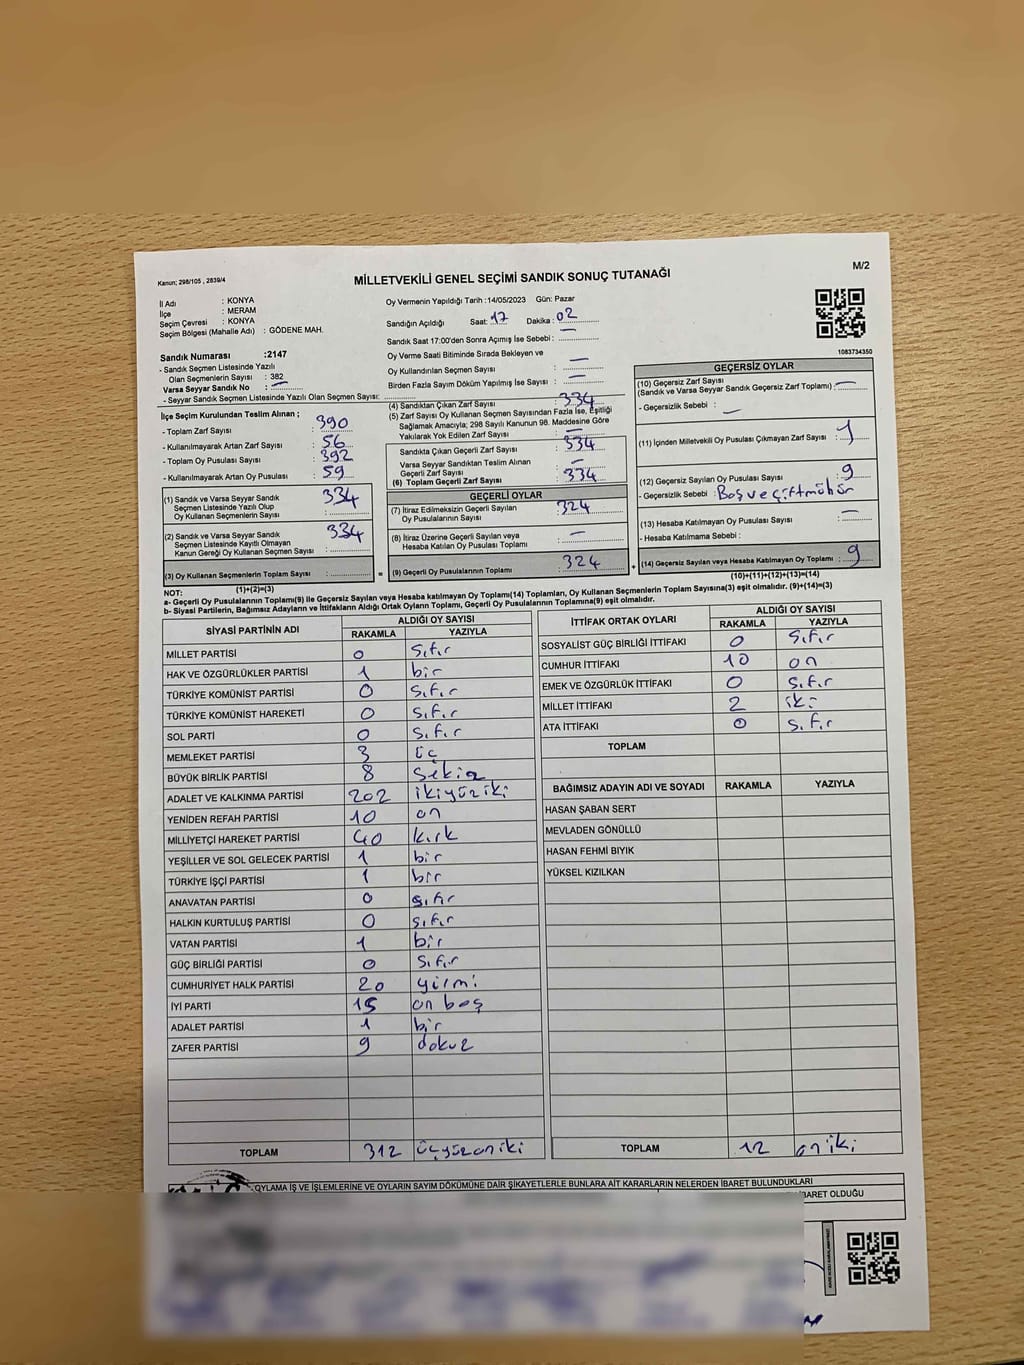 Kanun; 298/105 , 2839/4
MİLLETVEKİLİ GENEL SEÇİMİ SANDIK SONUÇ TUTANAĞI
M/2
İl Adı : KONYA
İlçe : MERAM
Seçim Çevresi : KONYA
Seçim Bölgesi (Mahalle Adı) : GÖDENE MAH.
Oy Vermenin Yapıldığı Tarih :14/05/2023 Gün: Pazar
Sandığın Açıldığı Saat: 17 Dakika : 02
Sandık Saat 17:00'den Sonra Açımış İse Sebebi : —
Oy Verme Saati Bitiminde Sırada Bekleyen ve
Oy Kullandırılan Seçmen Sayısı : —
Birden Fazla Sayım Döküm Yapılmış İse Sayısı : —
1083734350
Sandık Numarası :2147
- Sandık Seçmen Listesinde Yazılı
Olan Seçmenlerin Sayısı : 382
Varsa Seyyar Sandık No : —
- Seyyar Sandık Seçmen Listesinde Yazılı Olan Seçmen Sayısı:
İlçe Seçim Kurulundan Teslim Alınan ;
- Toplam Zarf Sayısı : 390
- Kullanılmayarak Artan Zarf Sayısı : 56
- Toplam Oy Pusulası Sayısı : 392
- Kullanılmayarak Artan Oy Pusulası : 59
(1) Sandık ve Varsa Seyyar Sandık
Seçmen Listesinde Yazılı Olup
Oy Kullanan Seçmenlerin Sayısı : 334
(2) Sandık ve Varsa Seyyar Sandık
Seçmen Listesinde Kayıtlı Olmayan
Kanun Gereği Oy Kullanan Seçmen Sayısı : 334
(3) Oy Kullanan Seçmenlerin Toplam Sayısı :
(1)+(2)=(3)
(4) Sandıktan Çıkan Zarf Sayısı : 334
(5) Zarf Sayısı Oy Kullanan Seçmen Sayısından Fazla İse, Eşitliği
Sağlamak Amacıyla; 298 Sayılı Kanunun 98. Maddesine Göre
Yakılarak Yok Edilen Zarf Sayısı : —
Sandıkta Çıkan Geçerli Zarf Sayısı : 334
Varsa Seyyar Sandıktan Teslim Alınan
Geçerli Zarf Sayısı : —
(6) Toplam Geçerli Zarf Sayısı : 334
GEÇERLİ OYLAR
(7) İtiraz Edilmeksizin Geçerli Sayılan
Oy Pusulalarının Sayısı : 324
(8) İtiraz Üzerine Geçerli Sayılan veya
Hesaba Katılan Oy Pusulaları Toplamı : —
= (9) Geçerli Oy Pusulalarının Toplamı : 324
GEÇERSİZ OYLAR
(10) Geçersiz Zarf Sayısı
(Sandık ve Varsa Seyyar Sandık Geçersiz Zarf Toplamı) : —
- Geçersizlik Sebebi : —
(11) İçinden Milletvekili Oy Pusulası Çıkmayan Zarf Sayısı : 1
(12) Geçersiz Sayılan Oy Pusulası Sayısı : 9
- Geçersizlik Sebebi : Boş ve çift mühür
(13) Hesaba Katılmayan Oy Pusulası Sayısı : —
- Hesaba Katılmama Sebebi :
+ (14) Geçersiz Sayılan veya Hesaba Katılmayan Oy Toplamı : 9
(10)+(11)+(12)+(13)=(14)
NOT:
a- Geçerli Oy Pusulalarının Toplamı(9) ile Geçersiz Sayılan veya Hesaba katılmayan Oy Toplamı(14) Toplamları, Oy Kullanan Seçmenlerin Toplam Sayısına(3) eşit olmalıdır. (9)+(14)=(3)
b- Siyasi Partilerin, Bağımsız Adayların ve İttifakların Aldığı Ortak Oyların Toplamı, Geçerli Oy Pusulalarının Toplamına(9) eşit olmalıdır.
SİYASİ PARTİNİN ADI ALDIĞI OY SAYISI
RAKAMLA YAZIYLA
MİLLET PARTİSİ 0 sıfır
HAK VE ÖZGÜRLÜKLER PARTİSİ 1 bir
TÜRKİYE KOMÜNİST PARTİSİ 0 sıfır
TÜRKİYE KOMÜNİST HAREKETİ 0 sıfır
SOL PARTİ 0 sıfır
MEMLEKET PARTİSİ 3 üç
BÜYÜK BİRLİK PARTİSİ 8 sekiz
ADALET VE KALKINMA PARTİSİ 202 ikiyüziki
YENİDEN REFAH PARTİSİ 10 on
MİLLİYETÇİ HAREKET PARTİSİ 40 kırk
YEŞİLLER VE SOL GELECEK PARTİSİ 1 bir
TÜRKİYE İŞÇİ PARTİSİ 1 bir
ANAVATAN PARTİSİ 0 sıfır
HALKIN KURTULUŞ PARTİSİ 0 sıfır
VATAN PARTİSİ 1 bir
GÜÇ BİRLİĞİ PARTİSİ 0 sıfır
CUMHURİYET HALK PARTİSİ 20 yirmi
İYİ PARTİ 15 on beş
ADALET PARTİSİ 1 bir
ZAFER PARTİSİ 9 dokuz
TOPLAM 312 üçyüzoniki
İTTİFAK ORTAK OYLARI ALDIĞI OY SAYISI
RAKAMLA YAZIYLA
SOSYALİST GÜÇ BİRLİĞİ İTTİFAKI 0 sıfır
CUMHUR İTTİFAKI 10 on
EMEK VE ÖZGÜRLÜK İTTİFAKI 0 sıfır
MİLLET İTTİFAKI 2 iki
ATA İTTİFAKI 0 sıfır
TOPLAM
BAĞIMSIZ ADAYIN ADI VE SOYADI RAKAMLA YAZIYLA
HASAN ŞABAN SERT
MEVLADEN GÖNÜLLÜ
HASAN FEHMİ BIYIK
YÜKSEL KIZILKAN
TOPLAM 12 oniki
OYLAMA İŞ VE İŞLEMLERİNE VE OYLARIN SAYIM DÖKÜMÜNE DAİR ŞİKAYETLERLE BUNLARA AİT KARARLARIN NELERDEN İBARET BULUNDUKLARI
İBARET OLDUĞU